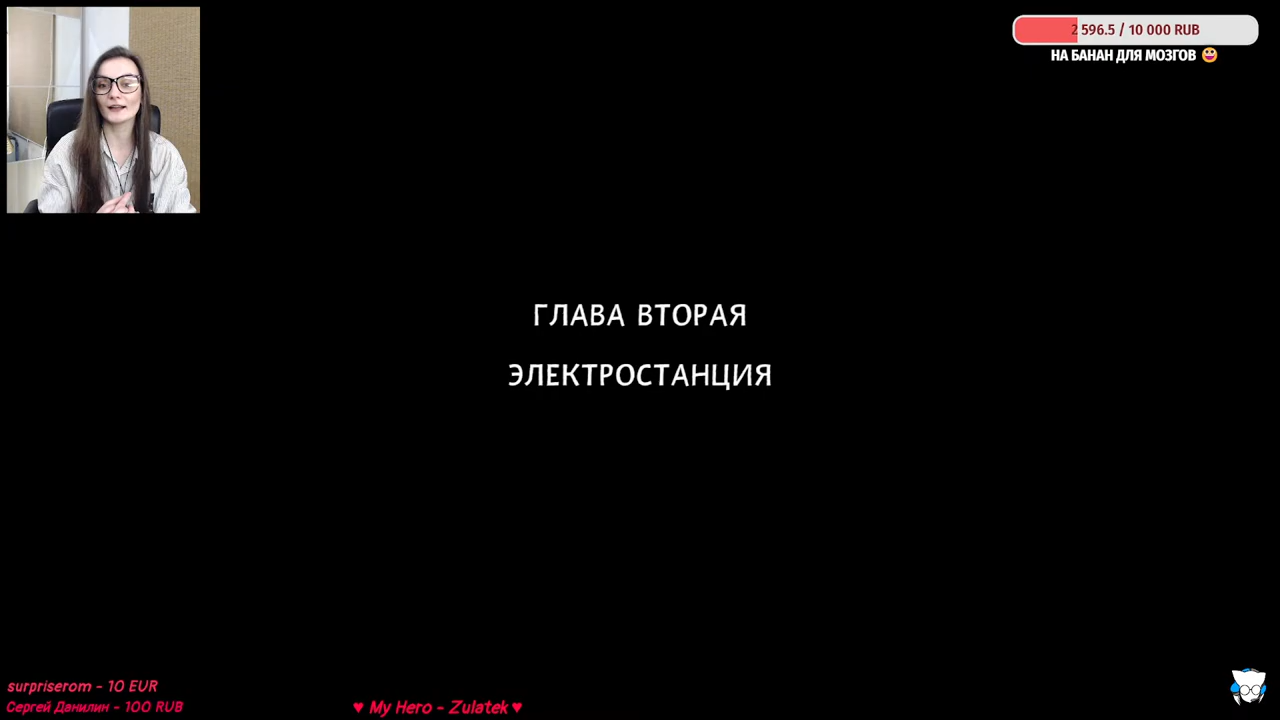 2 596.5 / 10 000 RUB
НА БАНАН ДЛЯ МОЗГОВ
ГЛАВА ВТОРАЯ
ЭЛЕКТРОСТАНЦИЯ
surpriserom - 10 EUR
Сергей Данилин - 100 RUB
♥ My Hero - Zulatek ♥